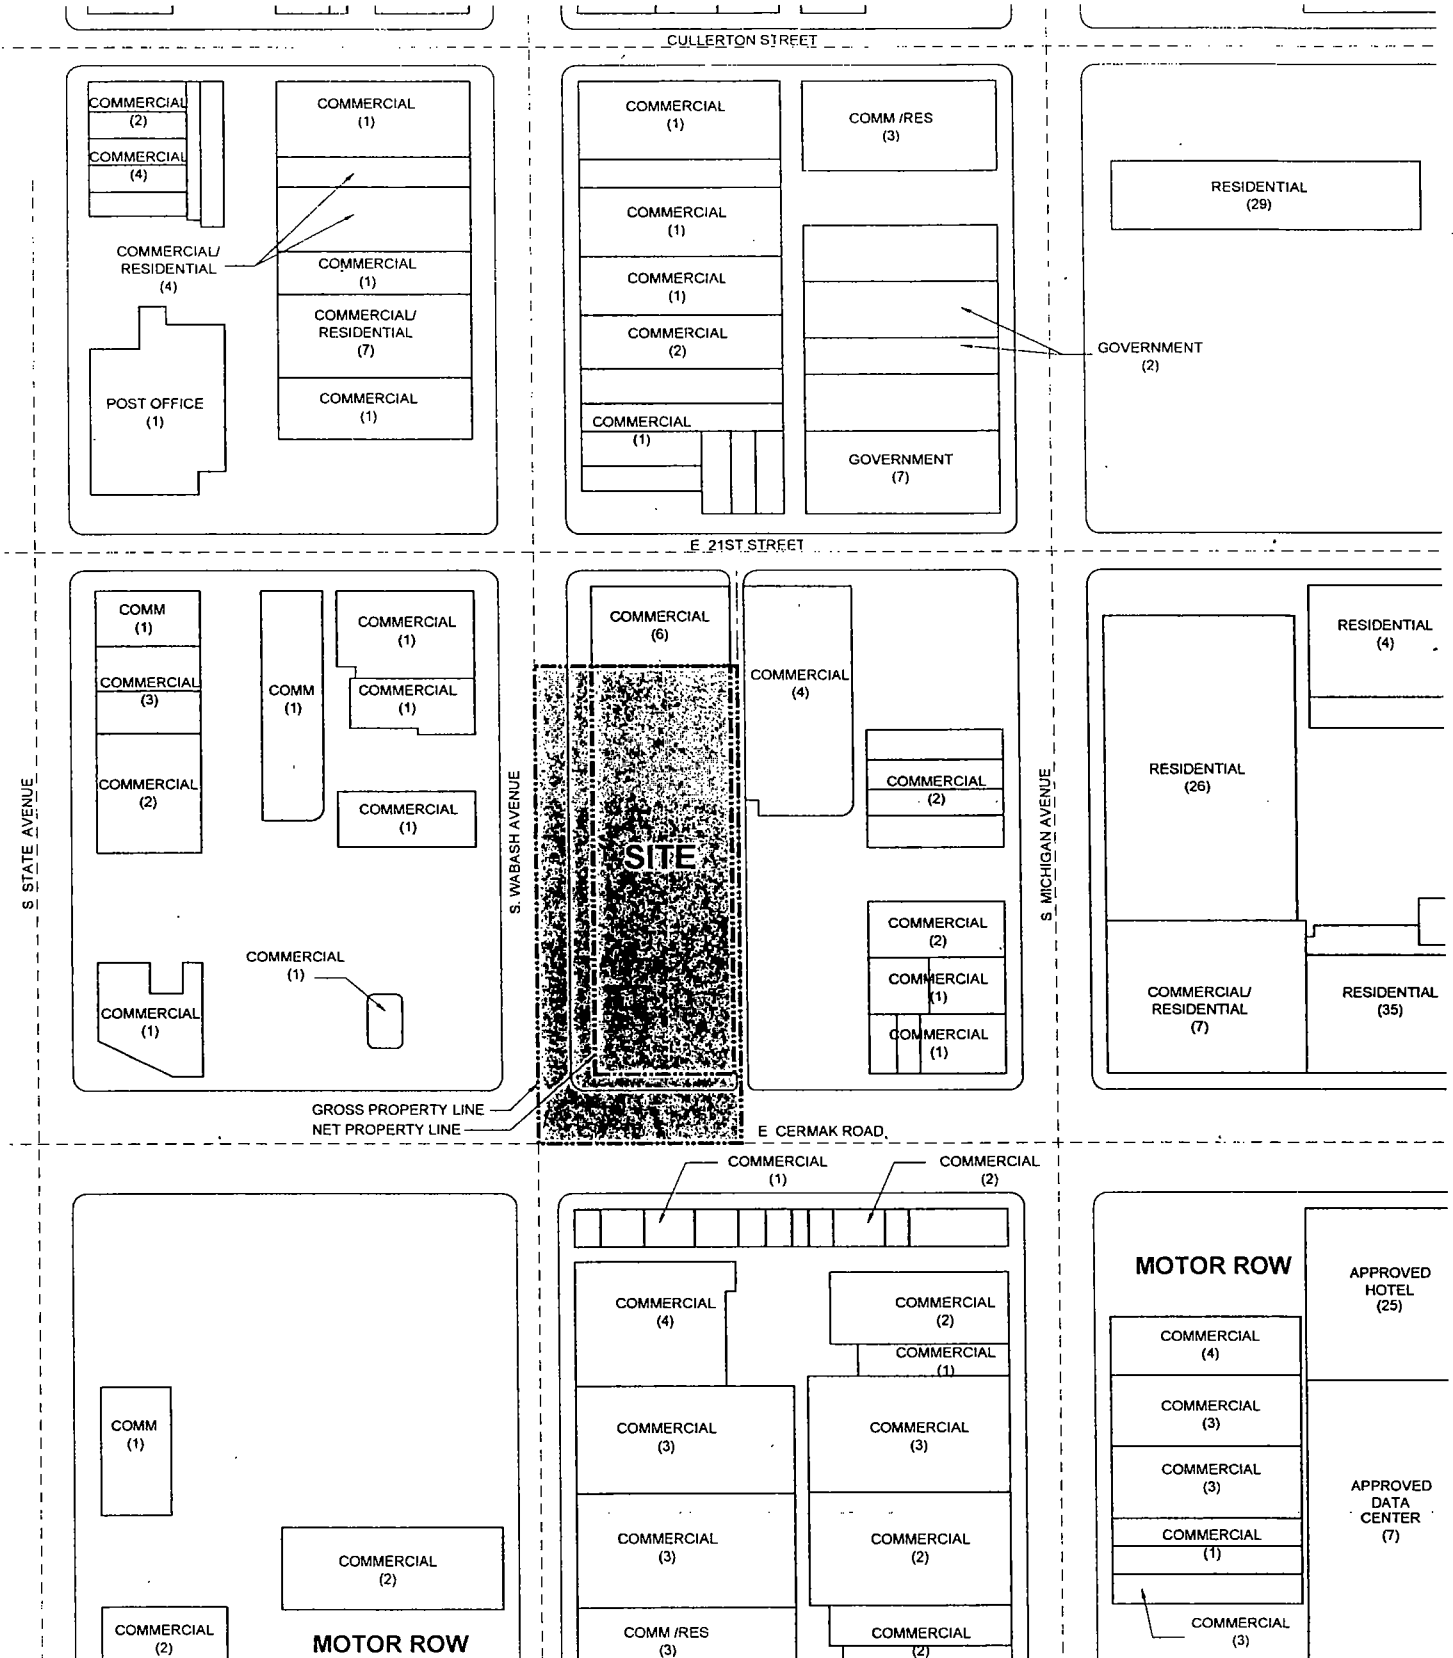 CULLERTON STREET
COMMERCIAL
(2)
COMMERCIAL
(4)
COMMERCIAL
(1)
COMMERCIAL/
RESIDENTIAL
(4)
COMMERCIAL
(1)
COMMERCIAL/
RESIDENTIAL
(7)
COMMERCIAL
(1)
POST OFFICE
(1)
COMMERCIAL
(1)
COMMERCIAL
(1)
COMMERCIAL
(1)
COMMERCIAL
(2)
COMMERCIAL
(1)
COMM /RES
(3)
GOVERNMENT
(2)
GOVERNMENT
(7)
RESIDENTIAL
(29)
E 21ST STREET
S STATE AVENUE
COMM
(1)
COMMERCIAL
(3)
COMMERCIAL
(2)
COMM
(1)
COMMERCIAL
(1)
COMMERCIAL
(1)
COMMERCIAL
(1)
COMMERCIAL
(1)
COMMERCIAL
(1)
S. WABASH AVENUE
COMMERCIAL
(6)
SITE
COMMERCIAL
(4)
COMMERCIAL
(2)
COMMERCIAL
(2)
COMMERCIAL
(1)
COMMERCIAL
(1)
S MICHIGAN AVENUE
RESIDENTIAL
(4)
RESIDENTIAL
(26)
COMMERCIAL/
RESIDENTIAL
(7)
RESIDENTIAL
(35)
GROSS PROPERTY LINE
NET PROPERTY LINE
E CERMAK ROAD
COMMERCIAL
(1)
COMMERCIAL
(2)
COMM
(1)
COMMERCIAL
(2)
COMMERCIAL
(2)
MOTOR ROW
COMMERCIAL
(4)
COMMERCIAL
(3)
COMMERCIAL
(3)
COMM /RES
(3)
COMMERCIAL
(2)
COMMERCIAL
(1)
COMMERCIAL
(3)
COMMERCIAL
(2)
COMMERCIAL
(2)
MOTOR ROW
COMMERCIAL
(4)
COMMERCIAL
(3)
COMMERCIAL
(3)
COMMERCIAL
(1)
COMMERCIAL
(3)
APPROVED
HOTEL
(25)
APPROVED
DATA
CENTER
(7)